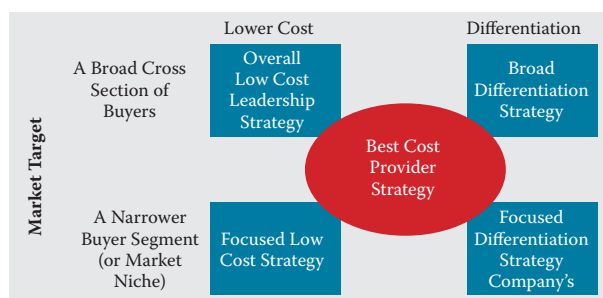 Lower Cost
Differentiation
Market Target
A Broad Cross
Section of
Buyers
Overall
Low Cost
Leadership
Strategy
Broad
Differentiation
Strategy
Best Cost
Provider
Strategy
A Narrower
Buyer Segment
(or Market
Niche)
Focused Low
Cost Strategy
Focused
Differentiation
Strategy
Company's